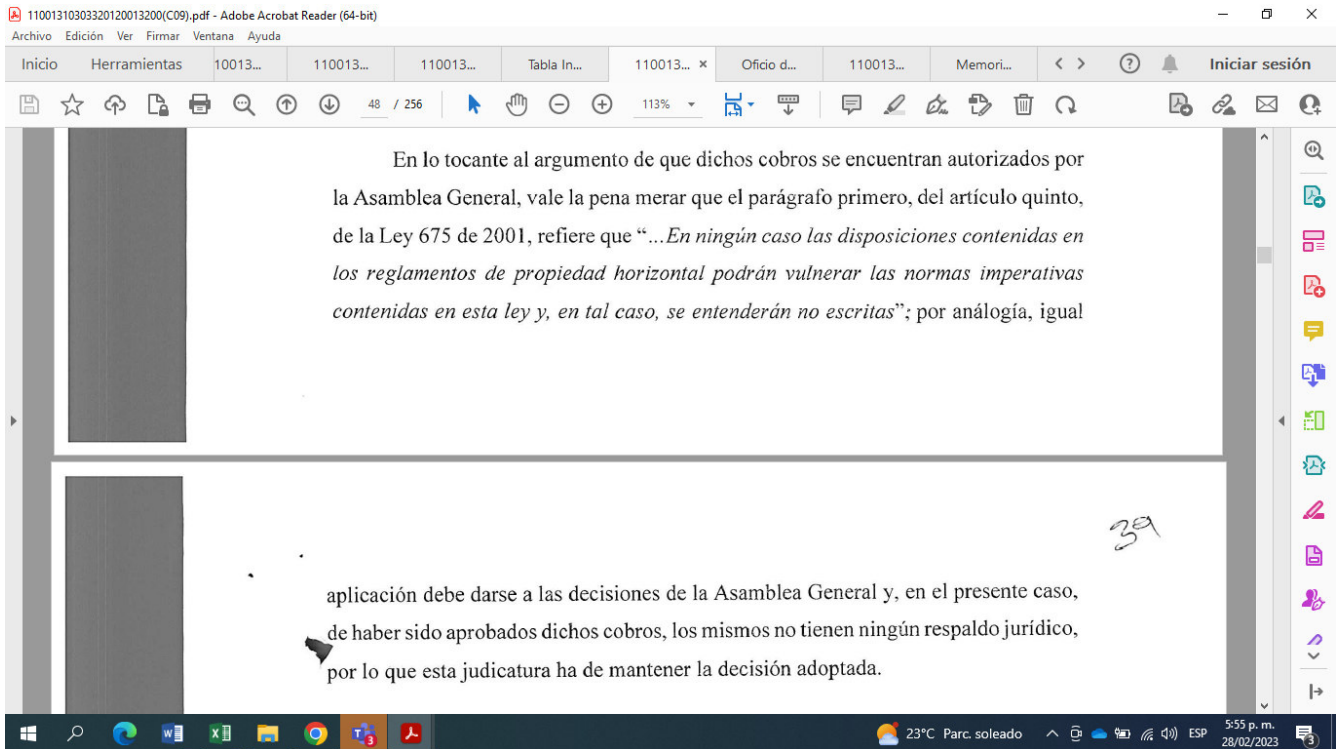 11001310303320120013200(C09).pdf - Adobe Acrobat Reader (64-bit)
Archivo Edición Ver Firmar Ventana Ayuda
Inicio Herramientas 10013... 110013... 110013... Tabla In... 110013... × Oficio d... 110013... Memori... Iniciar sesión
48 / 256 113%
En lo tocante al argumento de que dichos cobros se encuentran autorizados por
la Asamblea General, vale la pena merar que el parágrafo primero, del artículo quinto,
de la Ley 675 de 2001, refiere que “...En ningún caso las disposiciones contenidas en
los reglamentos de propiedad horizontal podrán vulnerar las normas imperativas
contenidas en esta ley y, en tal caso, se entenderán no escritas”; por análogía, igual
39
aplicación debe darse a las decisiones de la Asamblea General y, en el presente caso,
de haber sido aprobados dichos cobros, los mismos no tienen ningún respaldo jurídico,
por lo que esta judicatura ha de mantener la decisión adoptada.
23°C Parc. soleado ESP 5:55 p. m.
28/02/2023